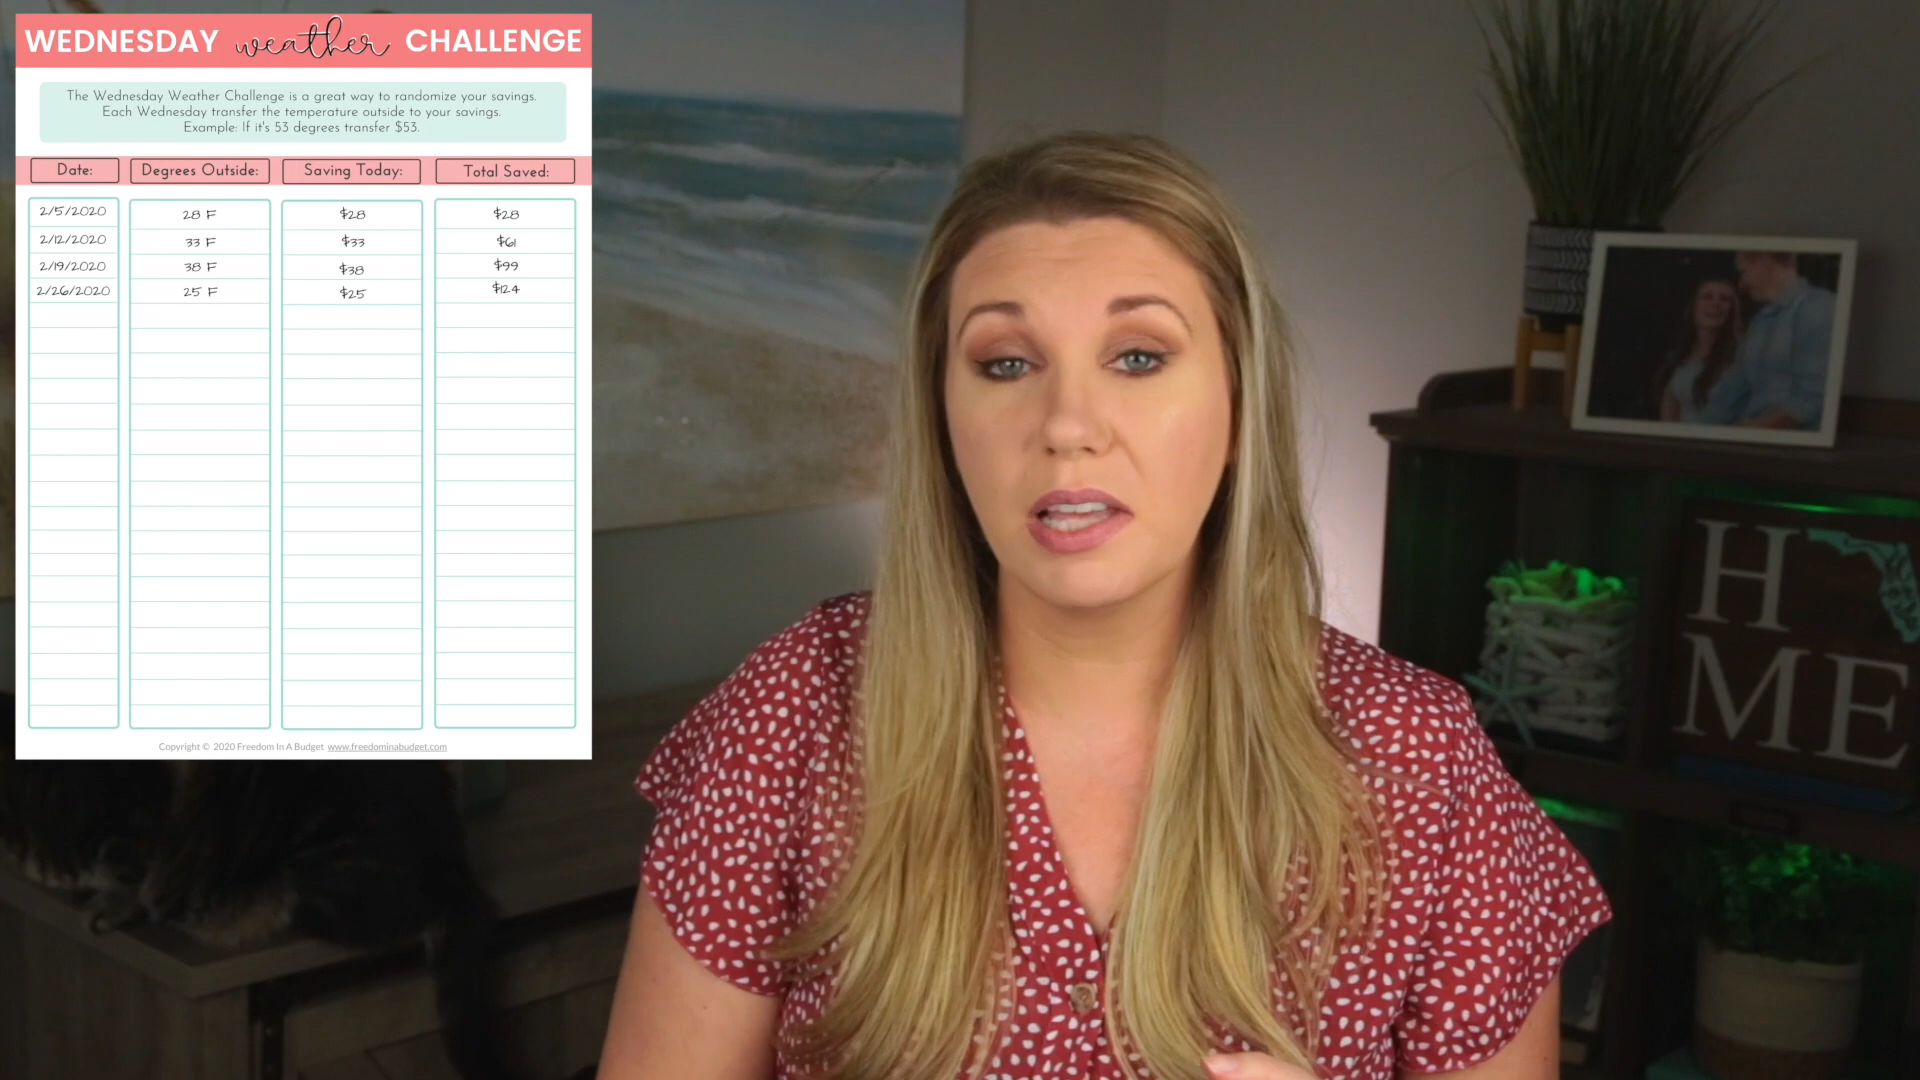 WEDNESDAY weather CHALLENGE
The Wednesday Weather Challenge is a great way to randomize your savings.
Each Wednesday transfer the temperature outside to your savings.
Example: If it's 53 degrees transfer $53.
Date: Degrees Outside: Saving Today: Total Saved:
2/5/2020 28 F $28 $28
2/12/2020 33 F $33 $61
2/19/2020 38 F $38 $99
2/26/2020 25 F $25 $124
Copyright © 2020 Freedom In A Budget www.freedominabudget.com
H
ME